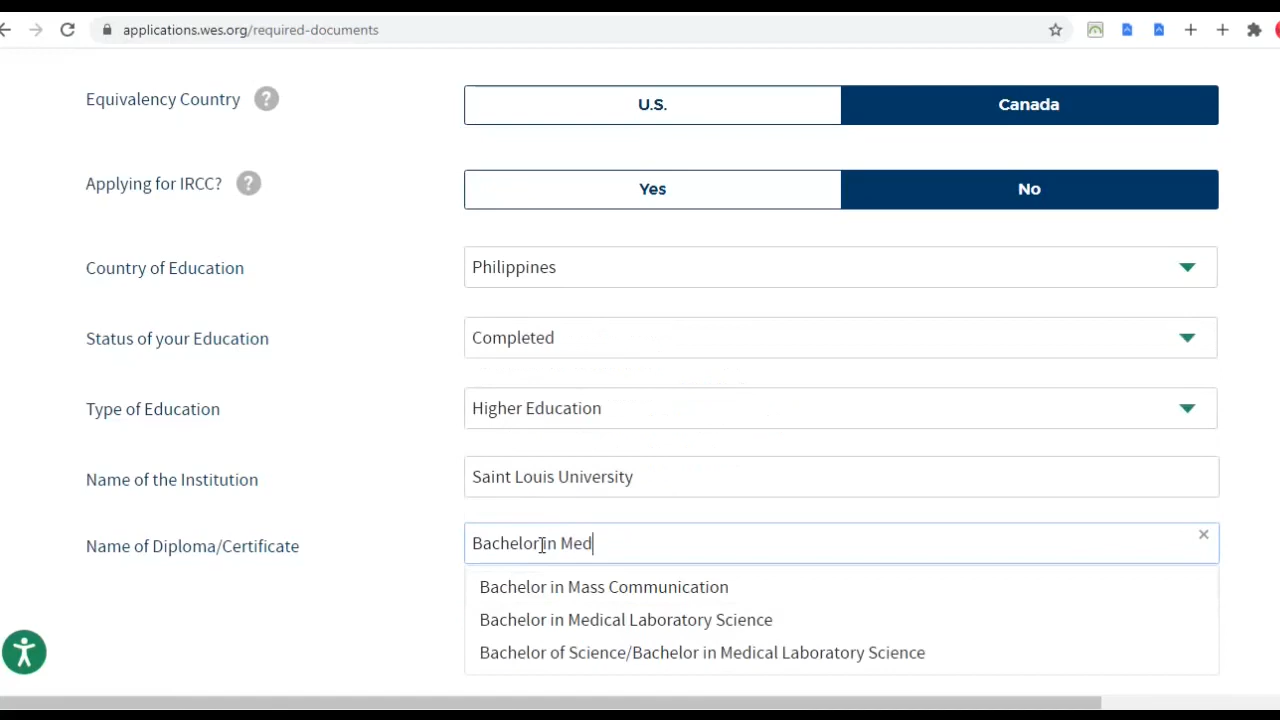 applications.wes.org/required-documents
Equivalency Country ?
U.S.
Canada
Applying for IRCC? ?
Yes
No
Country of Education
Philippines
Status of your Education
Completed
Type of Education
Higher Education
Name of the Institution
Saint Louis University
Name of Diploma/Certificate
Bachelor in Med
×
Bachelor in Mass Communication
Bachelor in Medical Laboratory Science
Bachelor of Science/Bachelor in Medical Laboratory Science